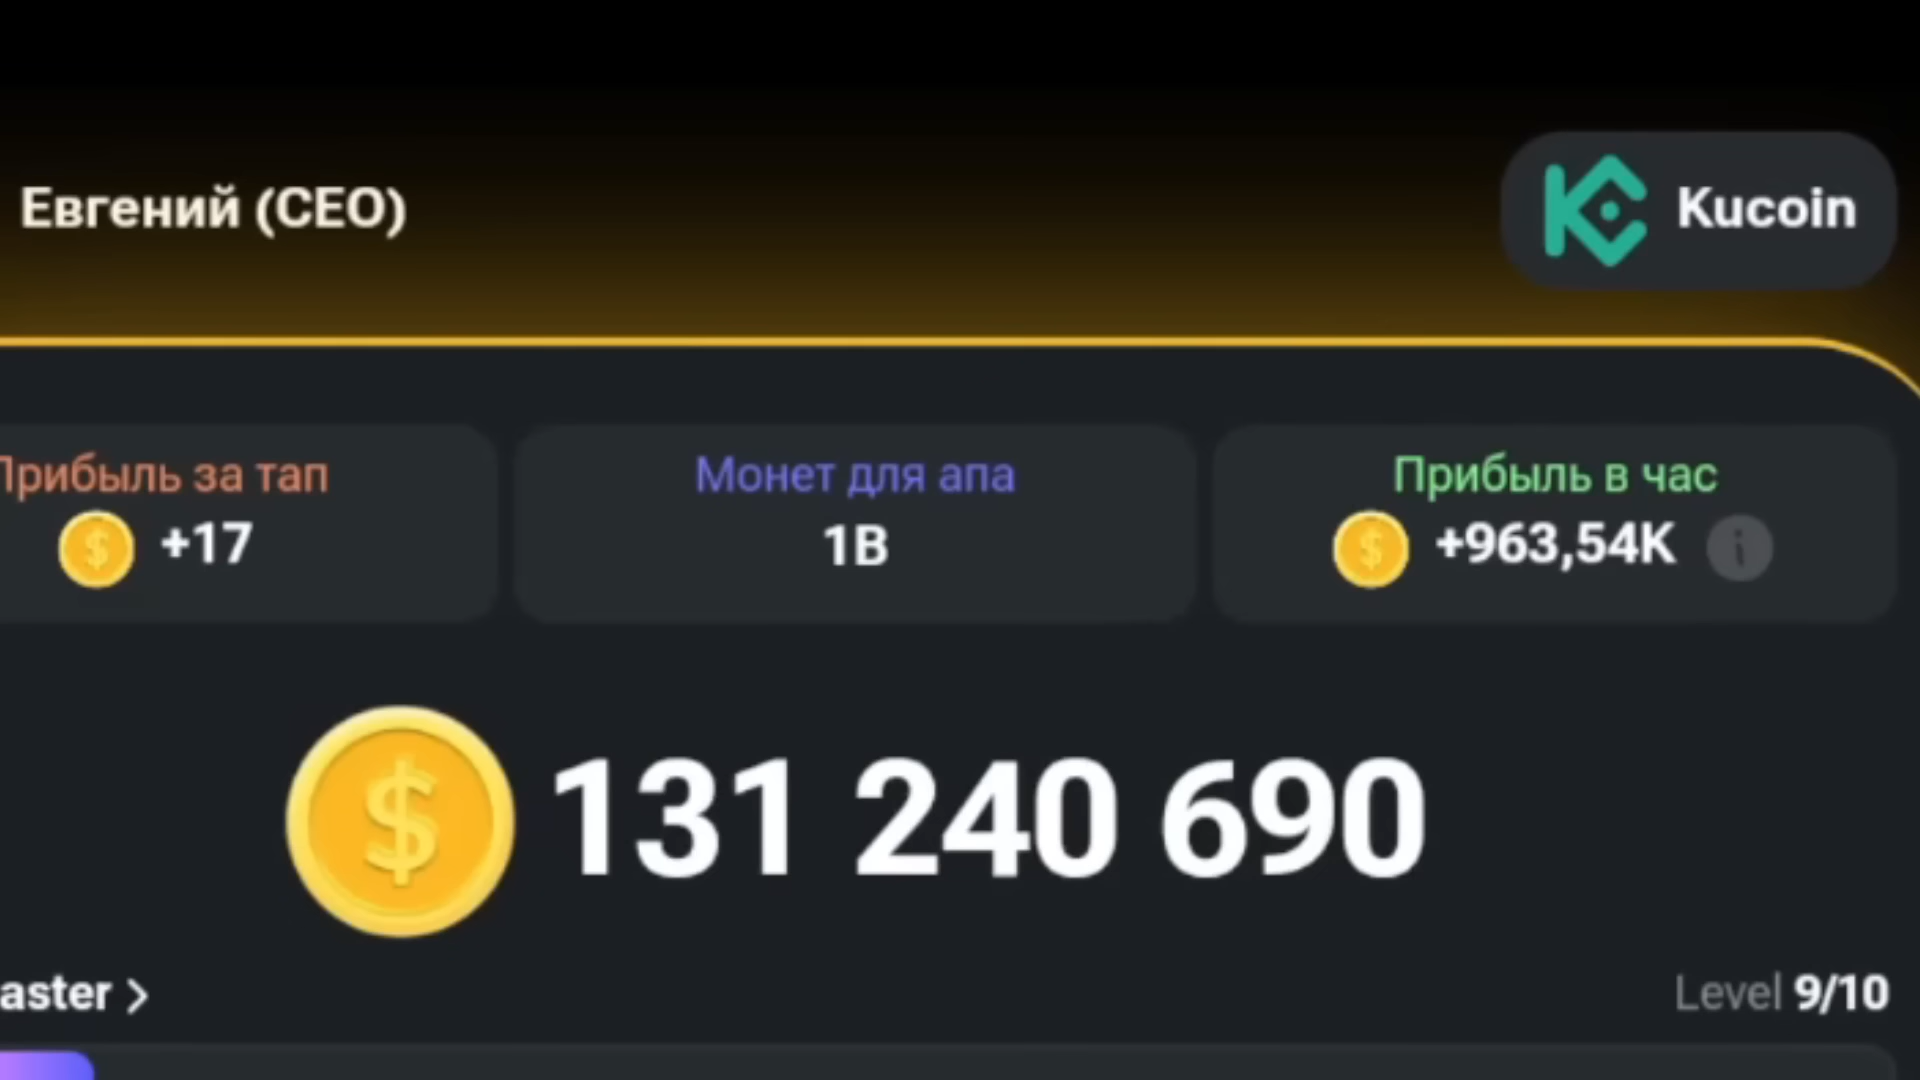 Евгений (CEO)
Kucoin
Прибыль за тап
+17
Монет для апа
1B
Прибыль в час
+963,54K
131 240 690
aster >
Level 9/10